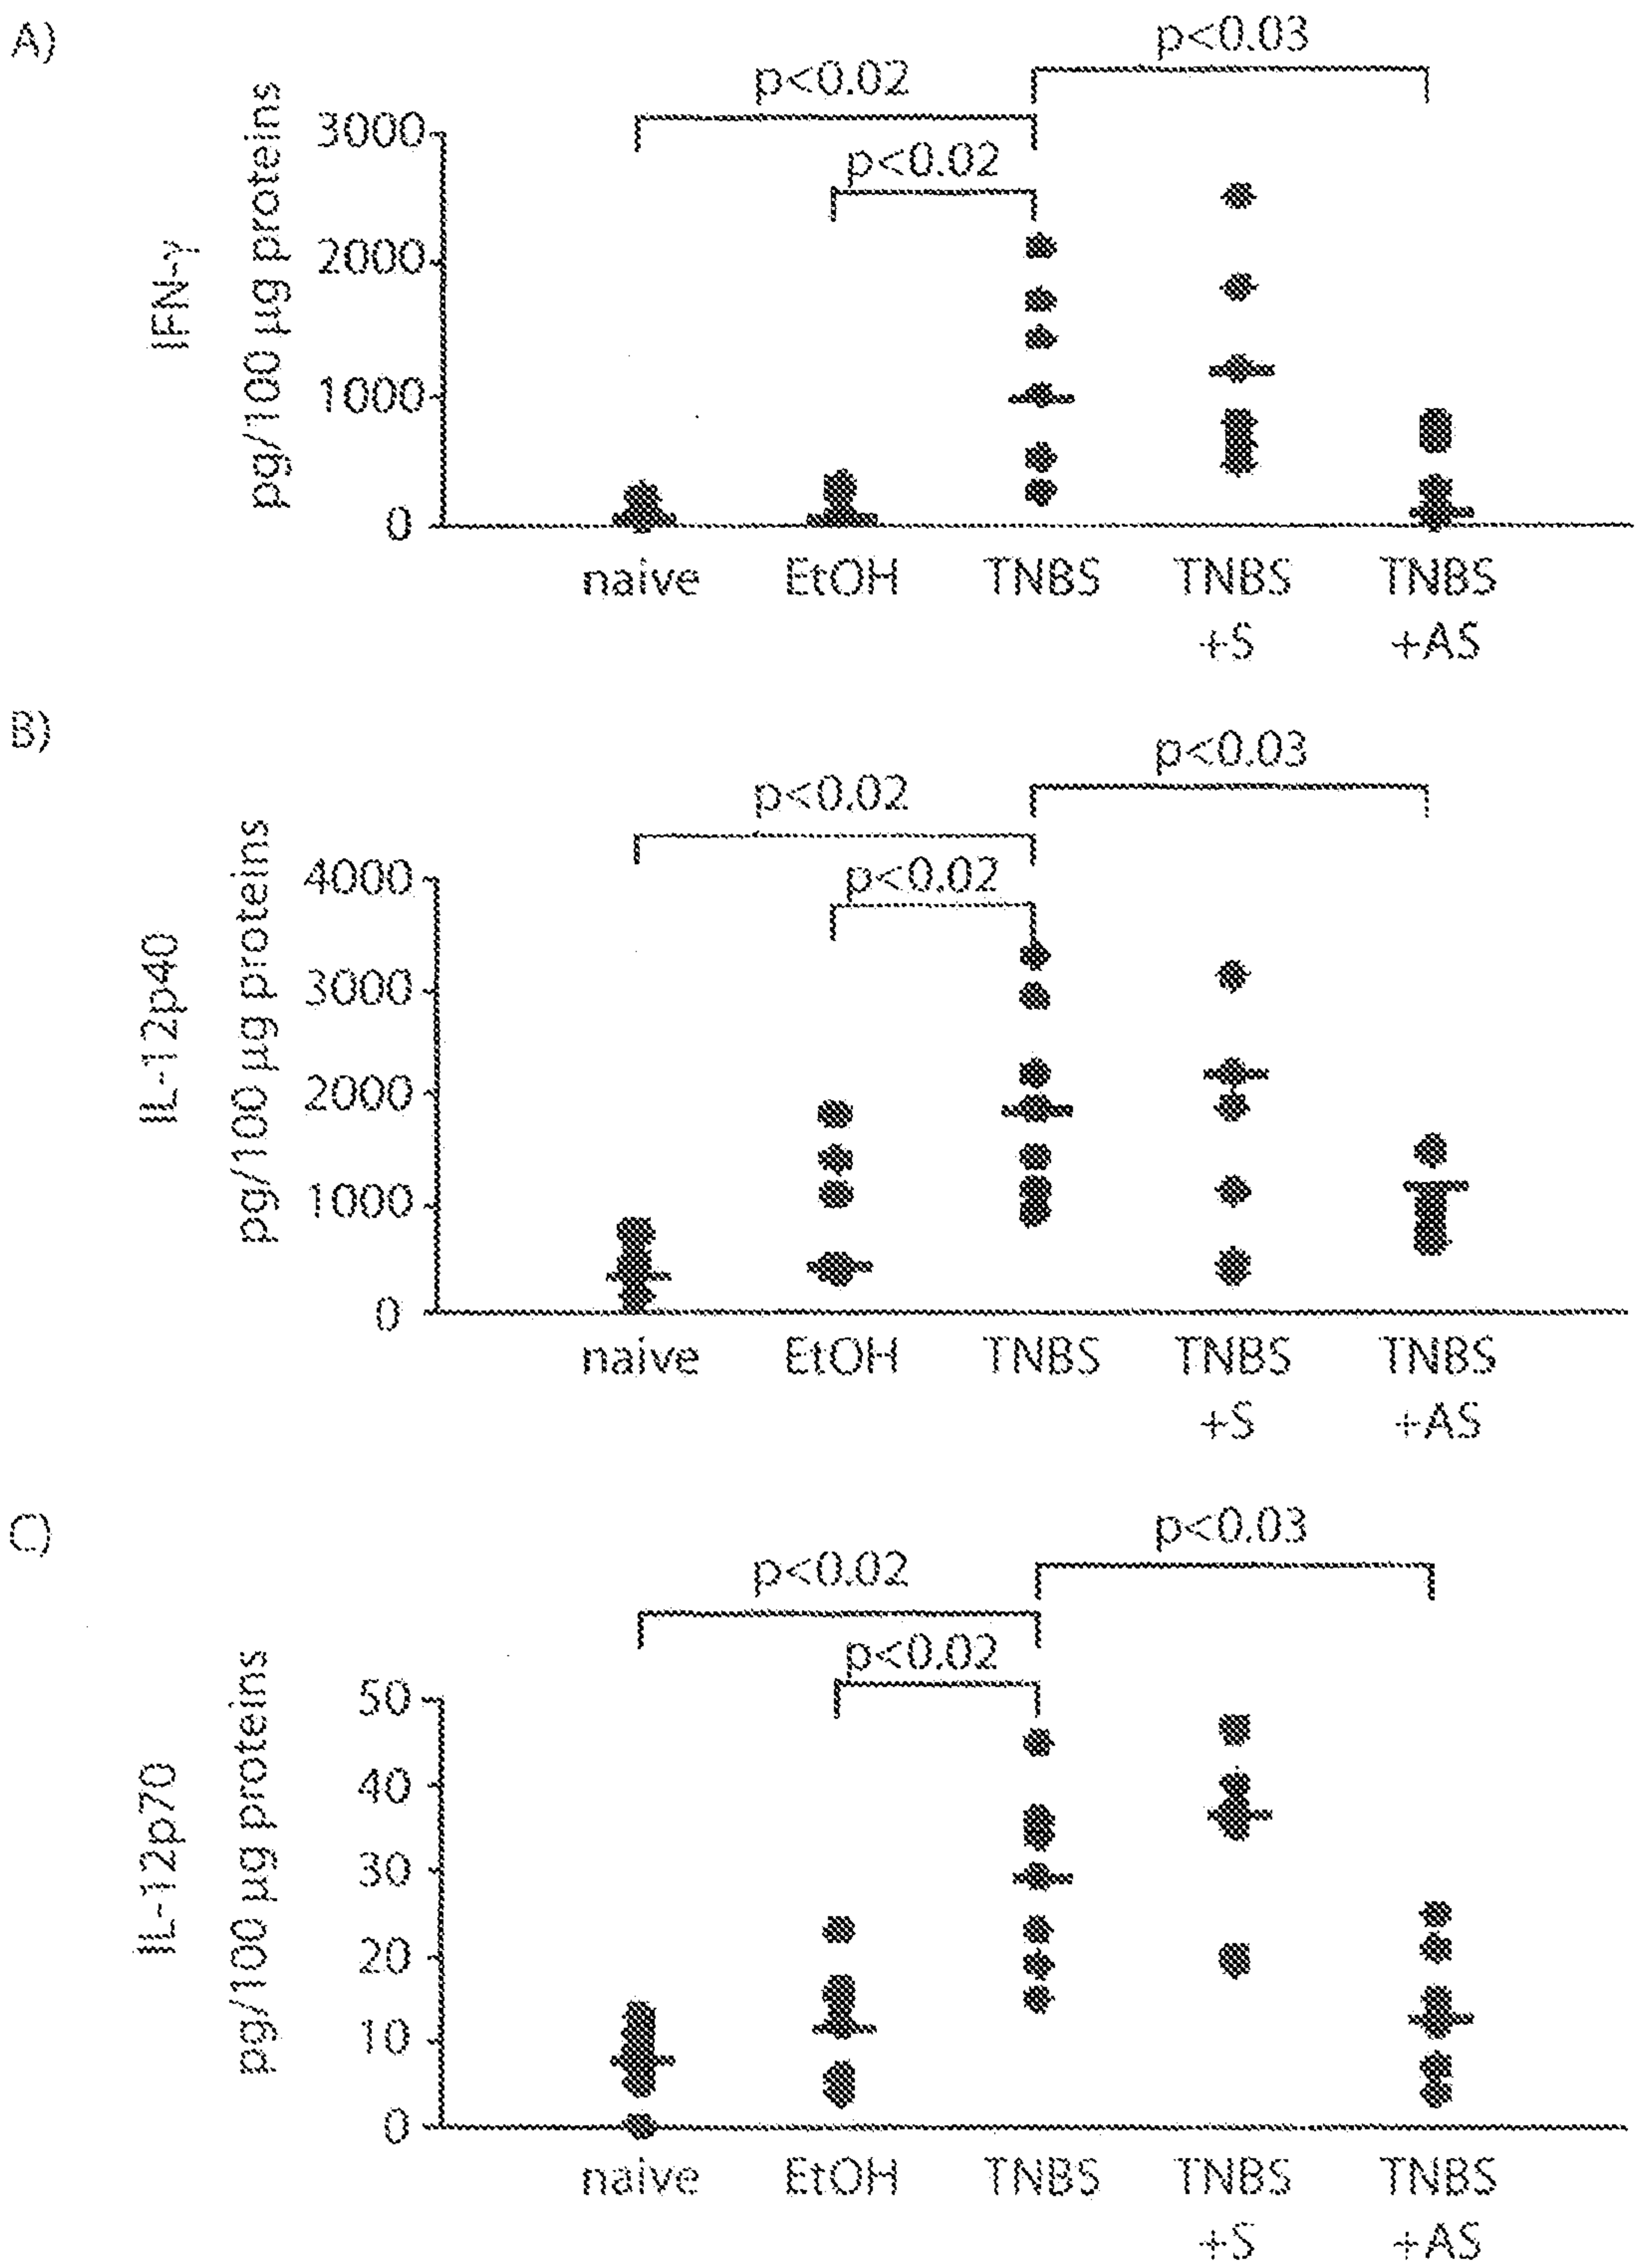 A)
p<0.03
p<0.02
p<0.02
IFN-γ
pg/100 µg proteins
3000
2000
1000
0
naive EtOH TNBS TNBS TNBS
+S +AS
B)
p<0.03
p<0.02
p<0.02
IL-12p40
pg/100 µg proteins
4000
3000
2000
1000
0
naive EtOH TNBS TNBS TNBS
+S +AS
C)
p<0.03
p<0.02
p<0.02
IL-12p70
pg/100 µg proteins
50
40
30
20
10
0
naive EtOH TNBS TNBS TNBS
+S +AS